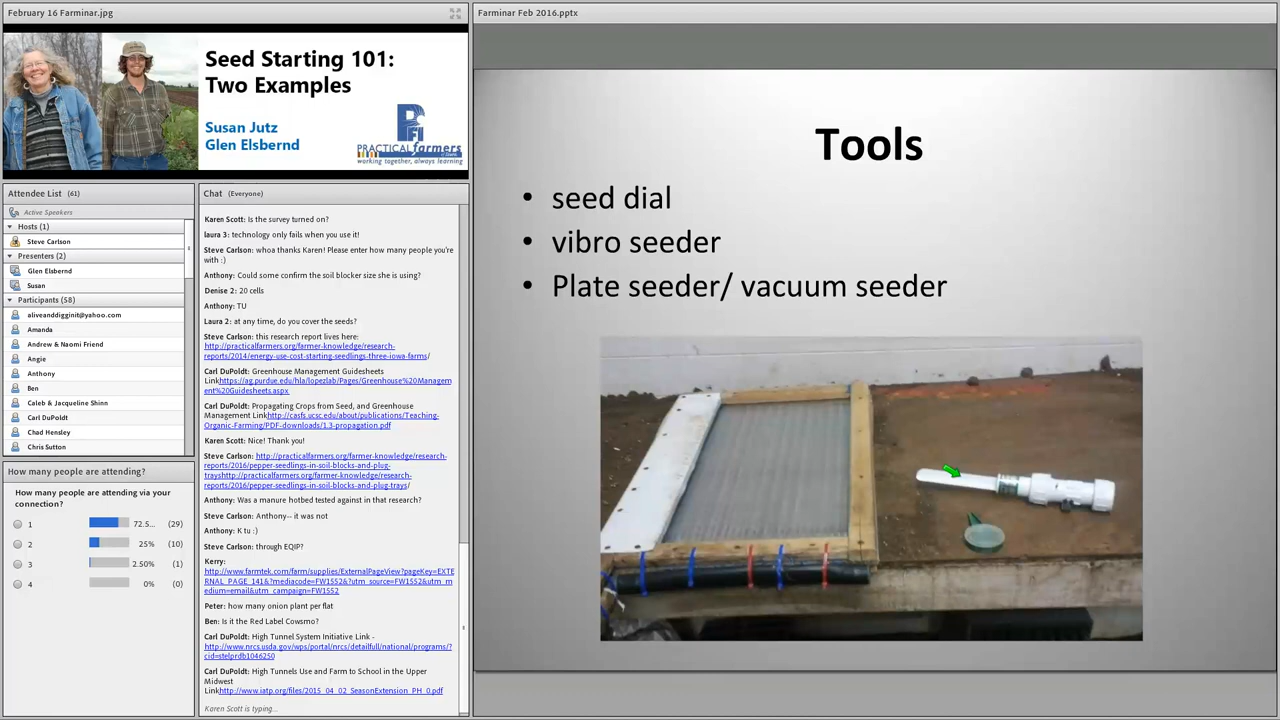 February 16 Farminar.jpg
Seed Starting 101:
Two Examples
Susan Jutz
Glen Elsbernd
PRACTICAL farmers
working together, always learning
Attendee List (61)
Active Speakers
Hosts (1)
Steve Carlson
Presenters (2)
Glen Elsbernd
Susan
Participants (58)
aliveanddigginit@yahoo.com
Amanda
Andrew & Naomi Friend
Angie
Anthony
Ben
Caleb & Jacqueline Shinn
Carl DuPoldt
Chad Hensley
Chris Sutton
How many people are attending?
How many people are attending via your
connection?
1 72.5... (29)
2 25% (10)
3 2.50% (1)
4 0% (0)
Chat (Everyone)
Karen Scott: Is the survey turned on?
laura 3: technology only fails when you use it!
Steve Carlson: whoa thanks Karen! Please enter how many people you're
with :)
Anthony: Could some confirm the soil blocker size she is using?
Denise 2: 20 cells
Anthony: TU
Laura 2: at any time, do you cover the seeds?
Steve Carlson: this research report lives here:
http://practicalfarmers.org/farmer-knowledge/research-
reports/2014/energy-use-cost-starting-seedlings-three-iowa-farms/
Carl DuPoldt: Greenhouse Management Guidesheets
Linkhttps://ag.purdue.edu/hla/lopezlab/Pages/Greenhouse%20Managem
ent%20Guidesheets.aspx
Carl DuPoldt: Propagating Crops from Seed, and Greenhouse
Management Linkhttp://casfs.ucsc.edu/about/publications/Teaching-
Organic-Farming/PDF-downloads/1.3-propagation.pdf
Karen Scott: Nice! Thank you!
Steve Carlson: http://practicalfarmers.org/farmer-knowledge/research-
reports/2016/pepper-seedlings-in-soil-blocks-and-plug-
trayshttp://practicalfarmers.org/farmer-knowledge/research-
reports/2016/pepper-seedlings-in-soil-blocks-and-plug-trays/
Anthony: Was a manure hotbed tested against in that research?
Steve Carlson: Anthony-- it was not
Anthony: K tu :)
Steve Carlson: through EQIP?
Kerry:
http://www.farmtek.com/farm/supplies/ExternalPageView?pageKey=EXTE
RNAL_PAGE_141&?mediacode=FW1552&?utm_source=FW1552&utm_m
edium=email&utm_campaign=FW1552
Peter: how many onion plant per flat
Ben: Is it the Red Label Cowsmo?
Carl DuPoldt: High Tunnel System Initiative Link -
http://www.nrcs.usda.gov/wps/portal/nrcs/detailfull/national/programs/?
cid=stelprdb1046250
Carl DuPoldt: High Tunnels Use and Farm to School in the Upper
Midwest
Linkhttp://www.iatp.org/files/2015_04_02_SeasonExtension_PH_0.pdf
Karen Scott is typing...
Farminar Feb 2016.pptx
Tools
• seed dial
• vibro seeder
• Plate seeder/ vacuum seeder